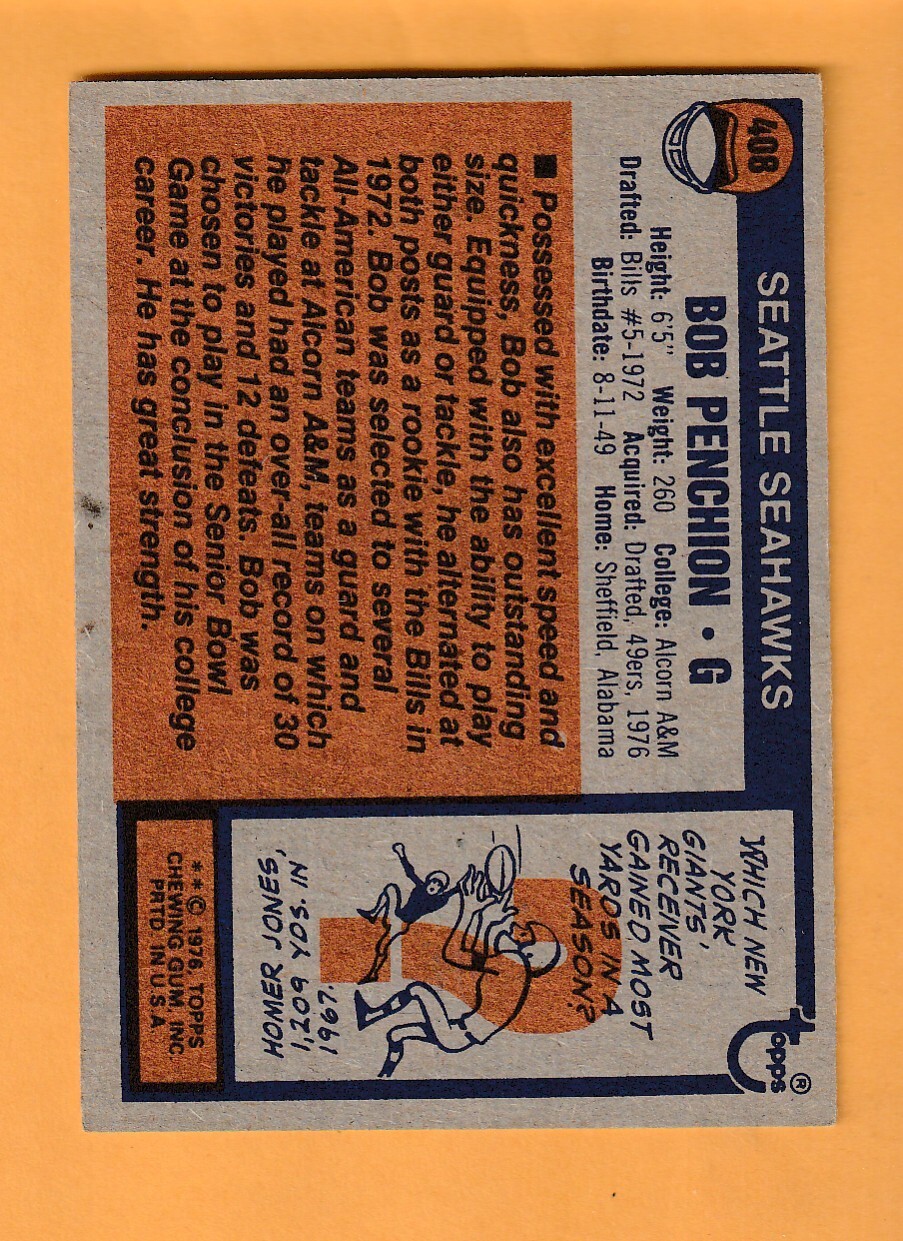 408
SEATTLE SEAHAWKS
BOB PENCHION • G
Height: 6'5" Weight: 260 College: Alcorn A&M
Drafted: Bills #5-1972 Acquired: Drafted, 49ers, 1976
Birthdate: 8-11-49 Home: Sheffield, Alabama
■ Possessed with excellent speed and
quickness, Bob also has outstanding
size. Equipped with the ability to play
either guard or tackle, he alternated at
both posts as a rookie with the Bills in
1972. Bob was selected to several
All-American teams as a guard and
tackle at Alcorn A&M, teams on which
he played had an over-all record of 30
victories and 12 defeats. Bob was
chosen to play in the Senior Bowl
Game at the conclusion of his college
career. He has great strength.
Topps®
WHICH NEW
YORK
GIANTS'
RECEIVER
GAINED MOST
YARDS IN A
SEASON?
HOMER JONES,
1,209 YDS. IN
1967.
**© 1976 TOPPS
CHEWING GUM, INC.
PRTD IN U.S.A.